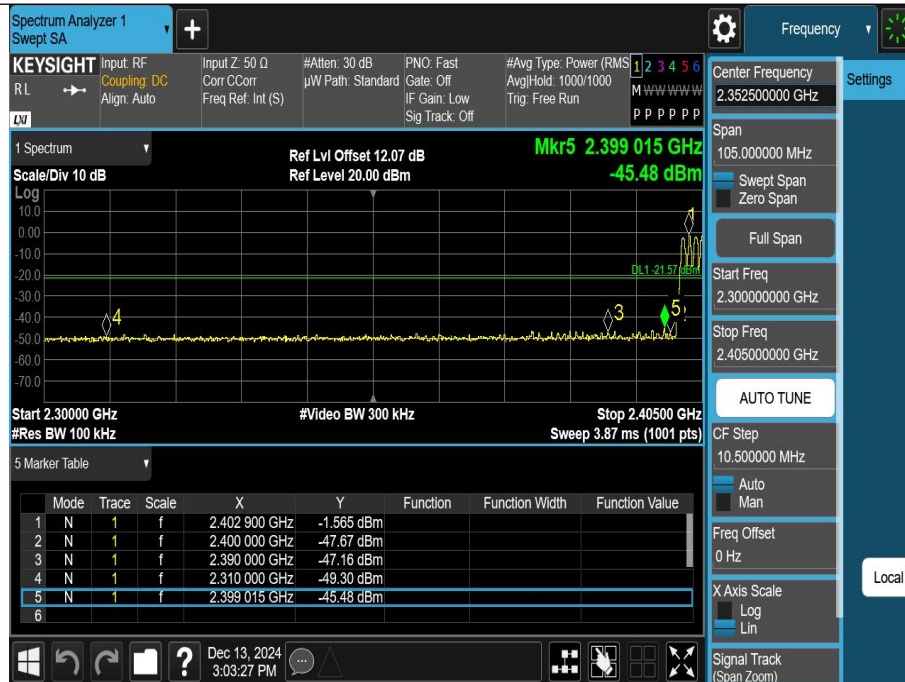 Spectrum Analyzer 1
Swept SA
Frequency
KEYSIGHT
R L
LXI
Input: RF
Coupling: DC
Align: Auto
Input Z: 50 Ω
Corr CCorr
Freq Ref: Int (S)
#Atten: 30 dB
µW Path: Standard
PNO: Fast
Gate: Off
IF Gain: Low
Sig Track: Off
#Avg Type: Power (RMS
Avg|Hold: 1000/1000
Trig: Free Run
1 2 3 4 5 6
M W W W W W
P P P P P P
1 Spectrum
Scale/Div 10 dB
Ref Lvl Offset 12.07 dB
Ref Level 20.00 dBm
Mkr5 2.399 015 GHz
-45.48 dBm
Log
10.0
0.00
-10.0
-20.0
-30.0
-40.0
-50.0
-60.0
-70.0
1
DL1 -21.57 dBm
4
3
5
Start 2.30000 GHz
#Res BW 100 kHz
#Video BW 300 kHz
Stop 2.40500 GHz
Sweep 3.87 ms (1001 pts)
5 Marker Table
Mode Trace Scale X Y Function Function Width Function Value
1 N 1 f 2.402 900 GHz -1.565 dBm
2 N 1 f 2.400 000 GHz -47.67 dBm
3 N 1 f 2.390 000 GHz -47.16 dBm
4 N 1 f 2.310 000 GHz -49.30 dBm
5 N 1 f 2.399 015 GHz -45.48 dBm
6
?
Dec 13, 2024
3:03:27 PM
Center Frequency
2.352500000 GHz
Span
105.000000 MHz
Swept Span
Zero Span
Full Span
Start Freq
2.300000000 GHz
Stop Freq
2.405000000 GHz
AUTO TUNE
CF Step
10.500000 MHz
Auto
Man
Freq Offset
0 Hz
X Axis Scale
Log
Lin
Signal Track
(Span Zoom)
Settings
Local